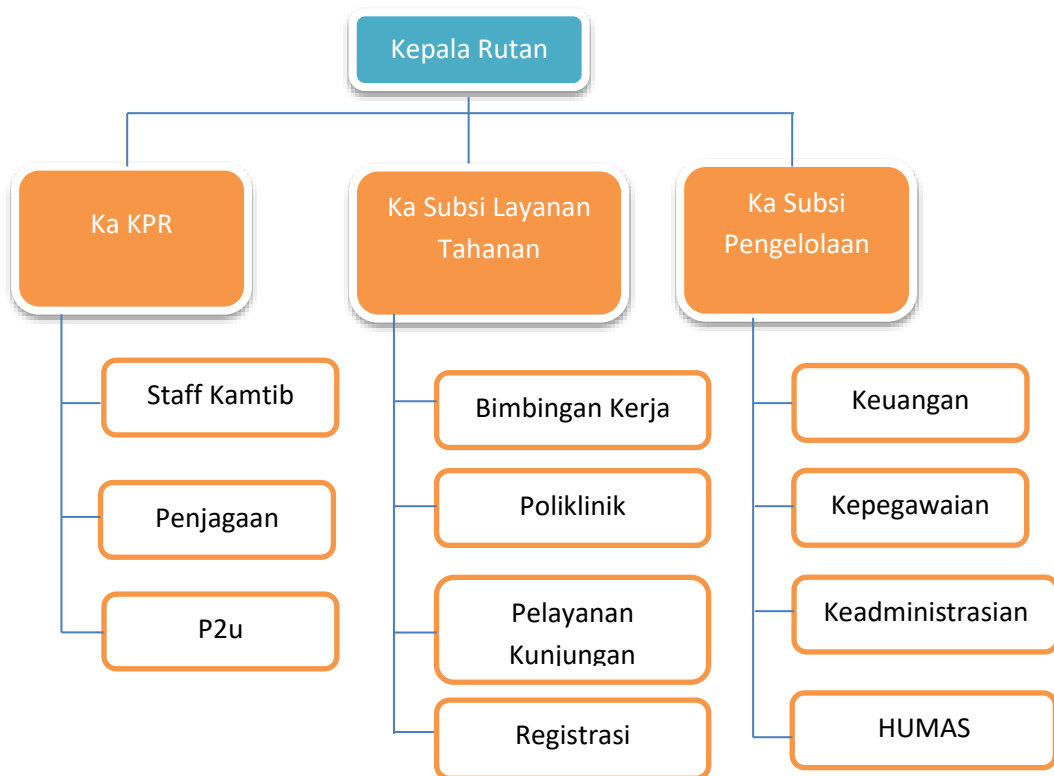 Kepala Rutan
Ka KPR
Ka Subsi Layanan
Tahanan
Ka Subsi
Pengelolaan
Staff Kamtib
Penjagaan
P2u
Bimbingan Kerja
Poliklinik
Pelayanan
Kunjungan
Registrasi
Keuangan
Kepegawaian
Keadministrasian
HUMAS